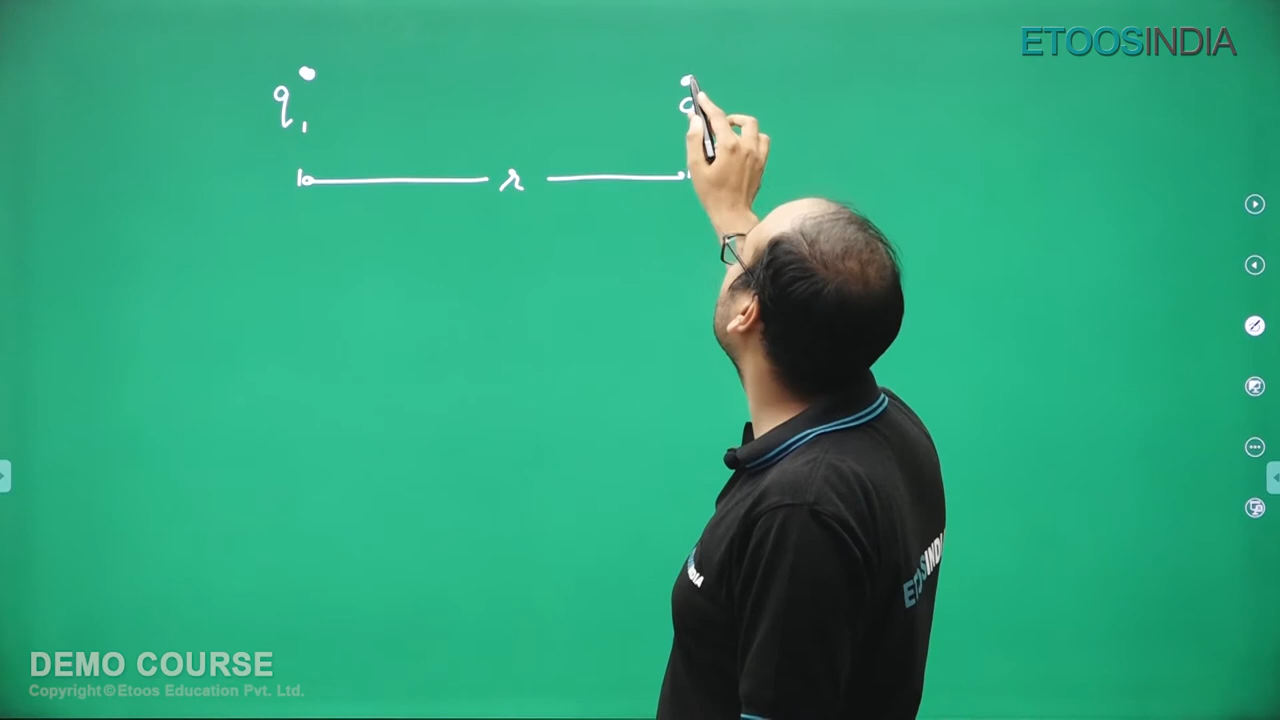 ETOOSINDIA
q₁
r
DEMO COURSE
Copyright © Etoos Education Pvt. Ltd.